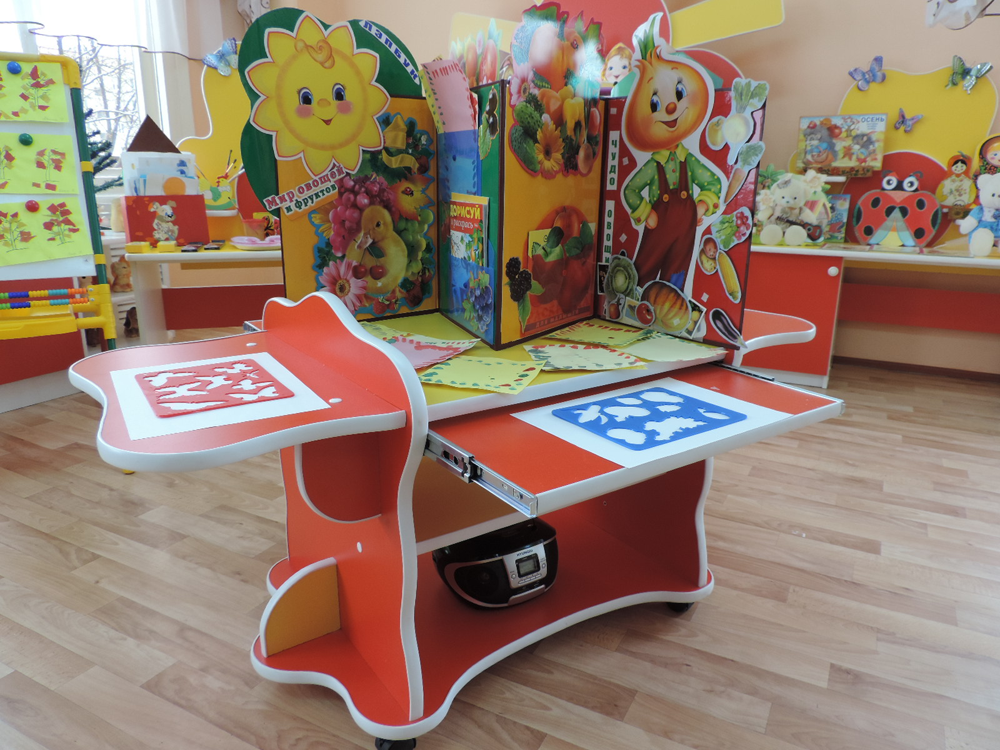 ЛЭПБУК
Мир овощей
и фруктов
ДОРИСУЙ
и раскрась
ЧУДО
ОВОЩИ
ОСЕНЬ
HYUNDAI